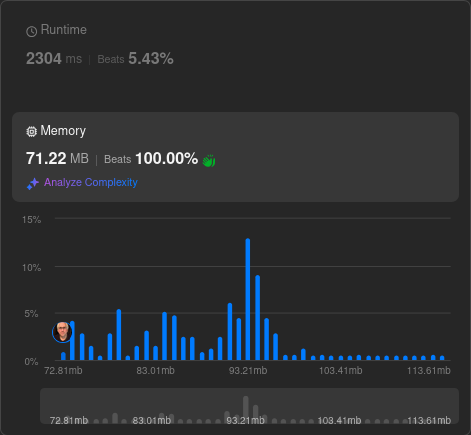 Runtime
2304 ms | Beats 5.43%
Memory
71.22 MB | Beats 100.00%
Analyze Complexity
15%
10%
5%
0%
72.81mb 83.01mb 93.21mb 103.41mb 113.61mb
72.81mb 83.01mb 93.21mb 103.41mb 113.61mb